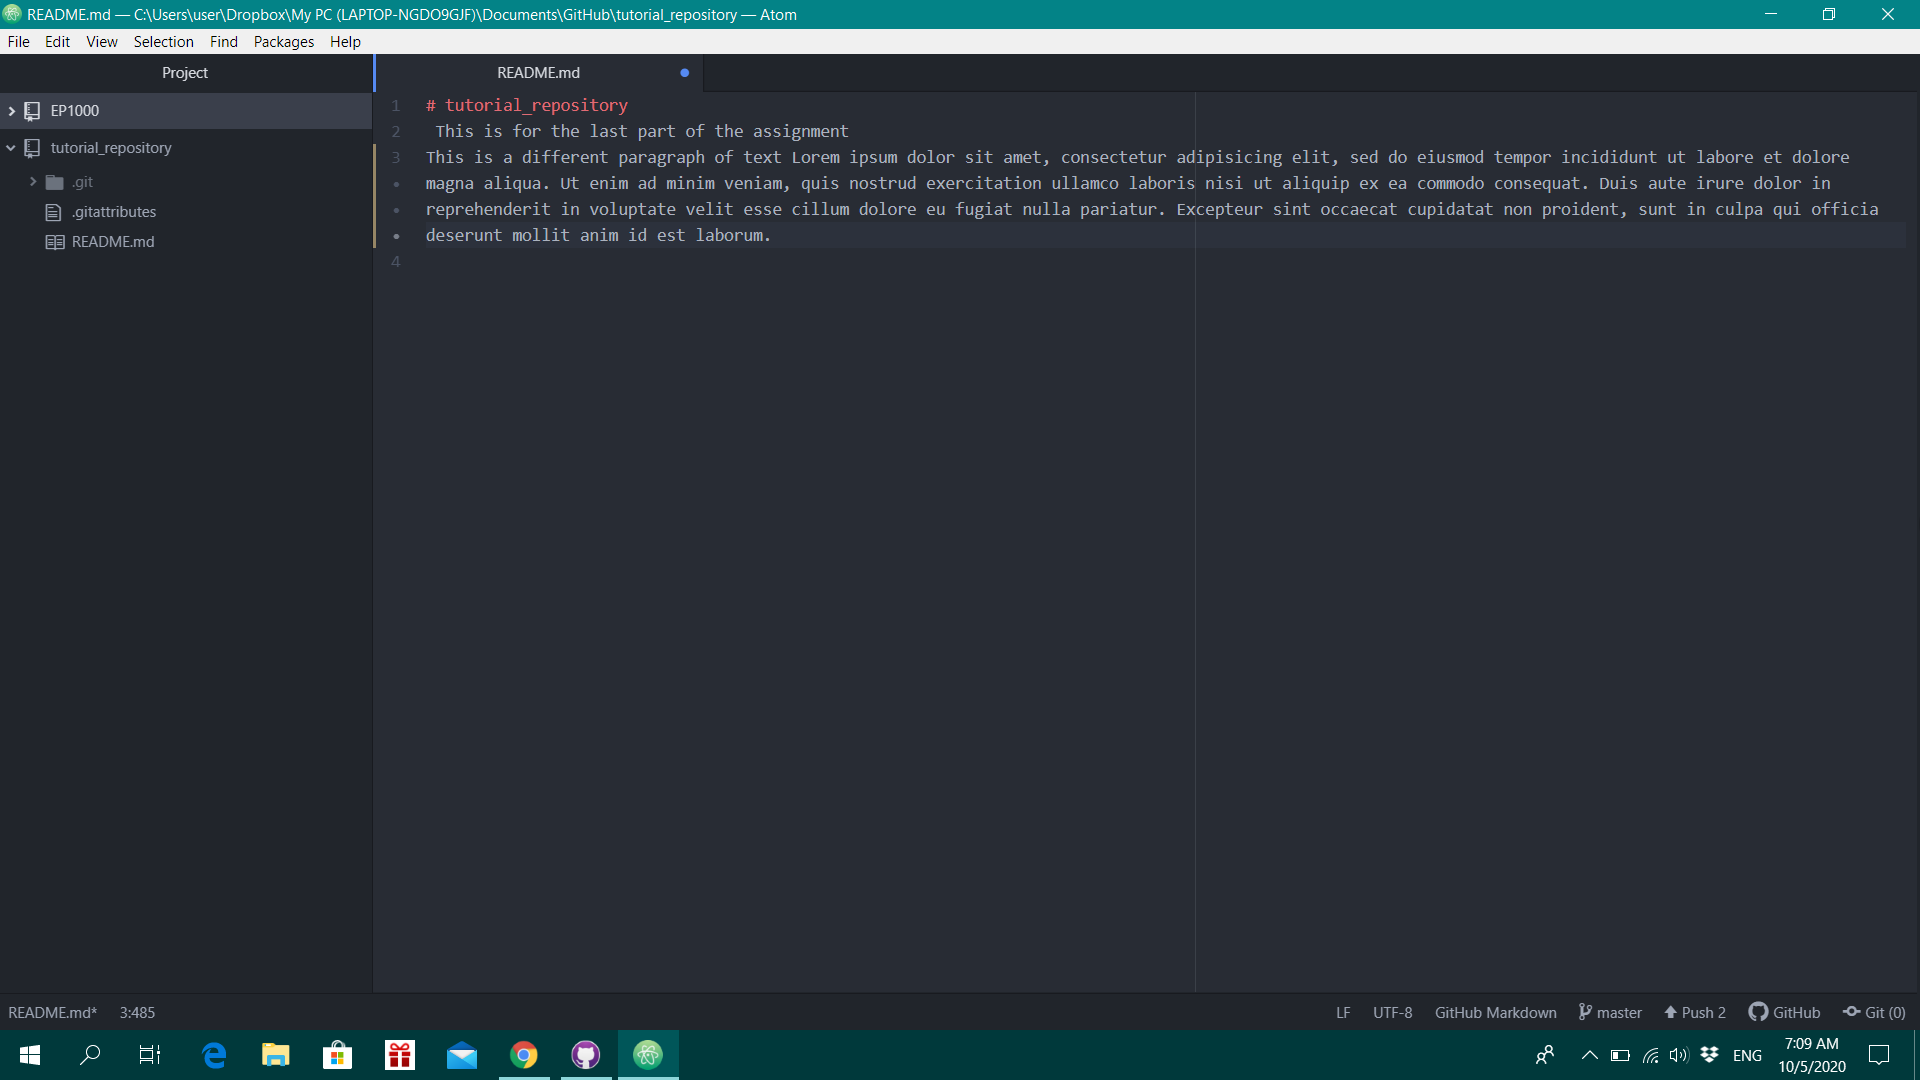 README.md — C:\Users\user\Dropbox\My PC (LAPTOP-NGDO9GJF)\Documents\GitHub\tutorial_repository — Atom
File Edit View Selection Find Packages Help
Project
EP1000
tutorial_repository
.git
.gitattributes
README.md
README.md
1 # tutorial_repository
2 This is for the last part of the assignment
3 This is a different paragraph of text Lorem ipsum dolor sit amet, consectetur adipisicing elit, sed do eiusmod tempor incididunt ut labore et dolore
• magna aliqua. Ut enim ad minim veniam, quis nostrud exercitation ullamco laboris nisi ut aliquip ex ea commodo consequat. Duis aute irure dolor in
• reprehenderit in voluptate velit esse cillum dolore eu fugiat nulla pariatur. Excepteur sint occaecat cupidatat non proident, sunt in culpa qui officia
• deserunt mollit anim id est laborum.
4
README.md* 3:485 LF UTF-8 GitHub Markdown master Push 2 GitHub Git (0)
ENG
7:09 AM
10/5/2020